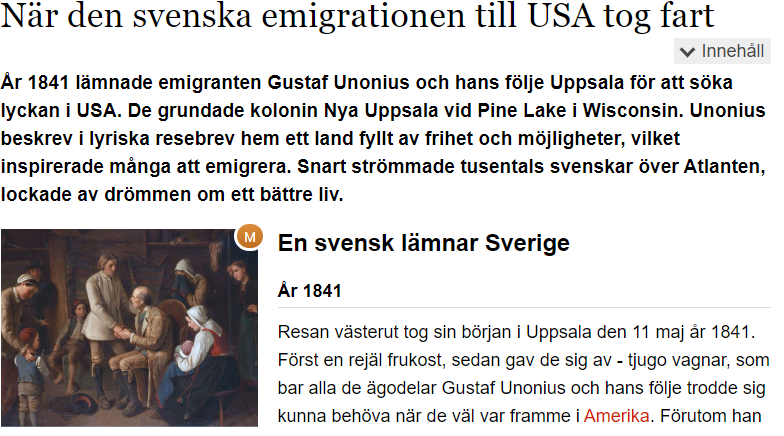 När den svenska emigrationen till USA tog fart
Innehåll
År 1841 lämnade emigranten Gustaf Unonius och hans följe Uppsala för att söka
lyckan i USA. De grundade kolonin Nya Uppsala vid Pine Lake i Wisconsin. Unonius
beskrev i lyriska resebrev hem ett land fyllt av frihet och möjligheter, vilket
inspirerade många att emigrera. Snart strömmade tusentals svenskar över Atlanten,
lockade av drömmen om ett bättre liv.
M
En svensk lämnar Sverige
År 1841
Resan västerut tog sin början i Uppsala den 11 maj år 1841.
Först en rejäl frukost, sedan gav de sig av - tjugo vagnar, som
bar alla de ägodelar Gustaf Unonius och hans följe trodde sig
kunna behöva när de väl var framme i Amerika. Förutom han